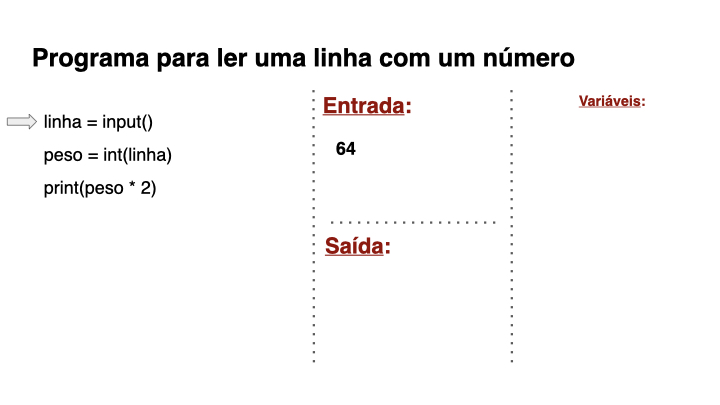 Programa para ler uma linha com um número
linha = input()
peso = int(linha)
print(peso * 2)
Entrada:
64
Saída:
Variáveis: